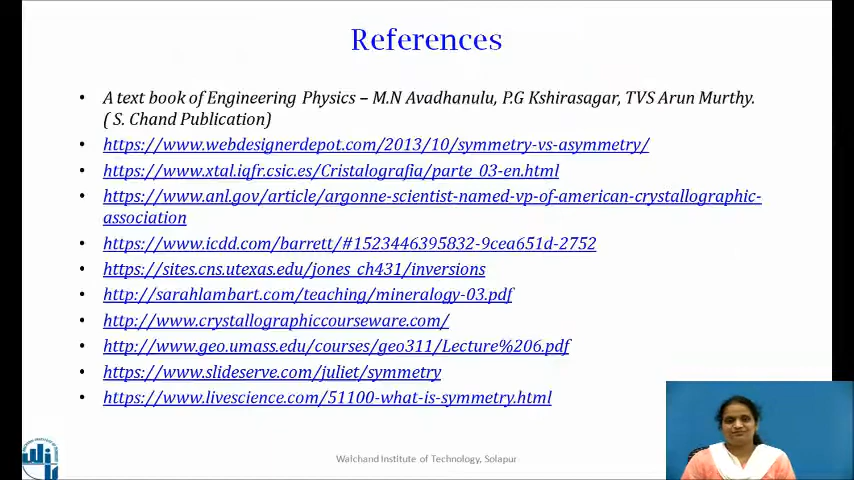 References
• A text book of Engineering Physics – M.N Avadhanulu, P.G Kshirasagar, TVS Arun Murthy.
( S. Chand Publication)
• https://www.webdesignerdepot.com/2013/10/symmetry-vs-asymmetry/
• https://www.xtal.iqfr.csic.es/Cristalografia/parte_03-en.html
• https://www.anl.gov/article/argonne-scientist-named-vp-of-american-crystallographic-
association
• https://www.icdd.com/barrett/#1523446395832-9cea651d-2752
• https://sites.cns.utexas.edu/jones_ch431/inversions
• http://sarahlambart.com/teaching/mineralogy-03.pdf
• http://www.crystallographiccourseware.com/
• http://www.geo.umass.edu/courses/geo311/Lecture%206.pdf
• https://www.slideserve.com/juliet/symmetry
• https://www.livescience.com/51100-what-is-symmetry.html
Walchand Institute of Technology, Solapur